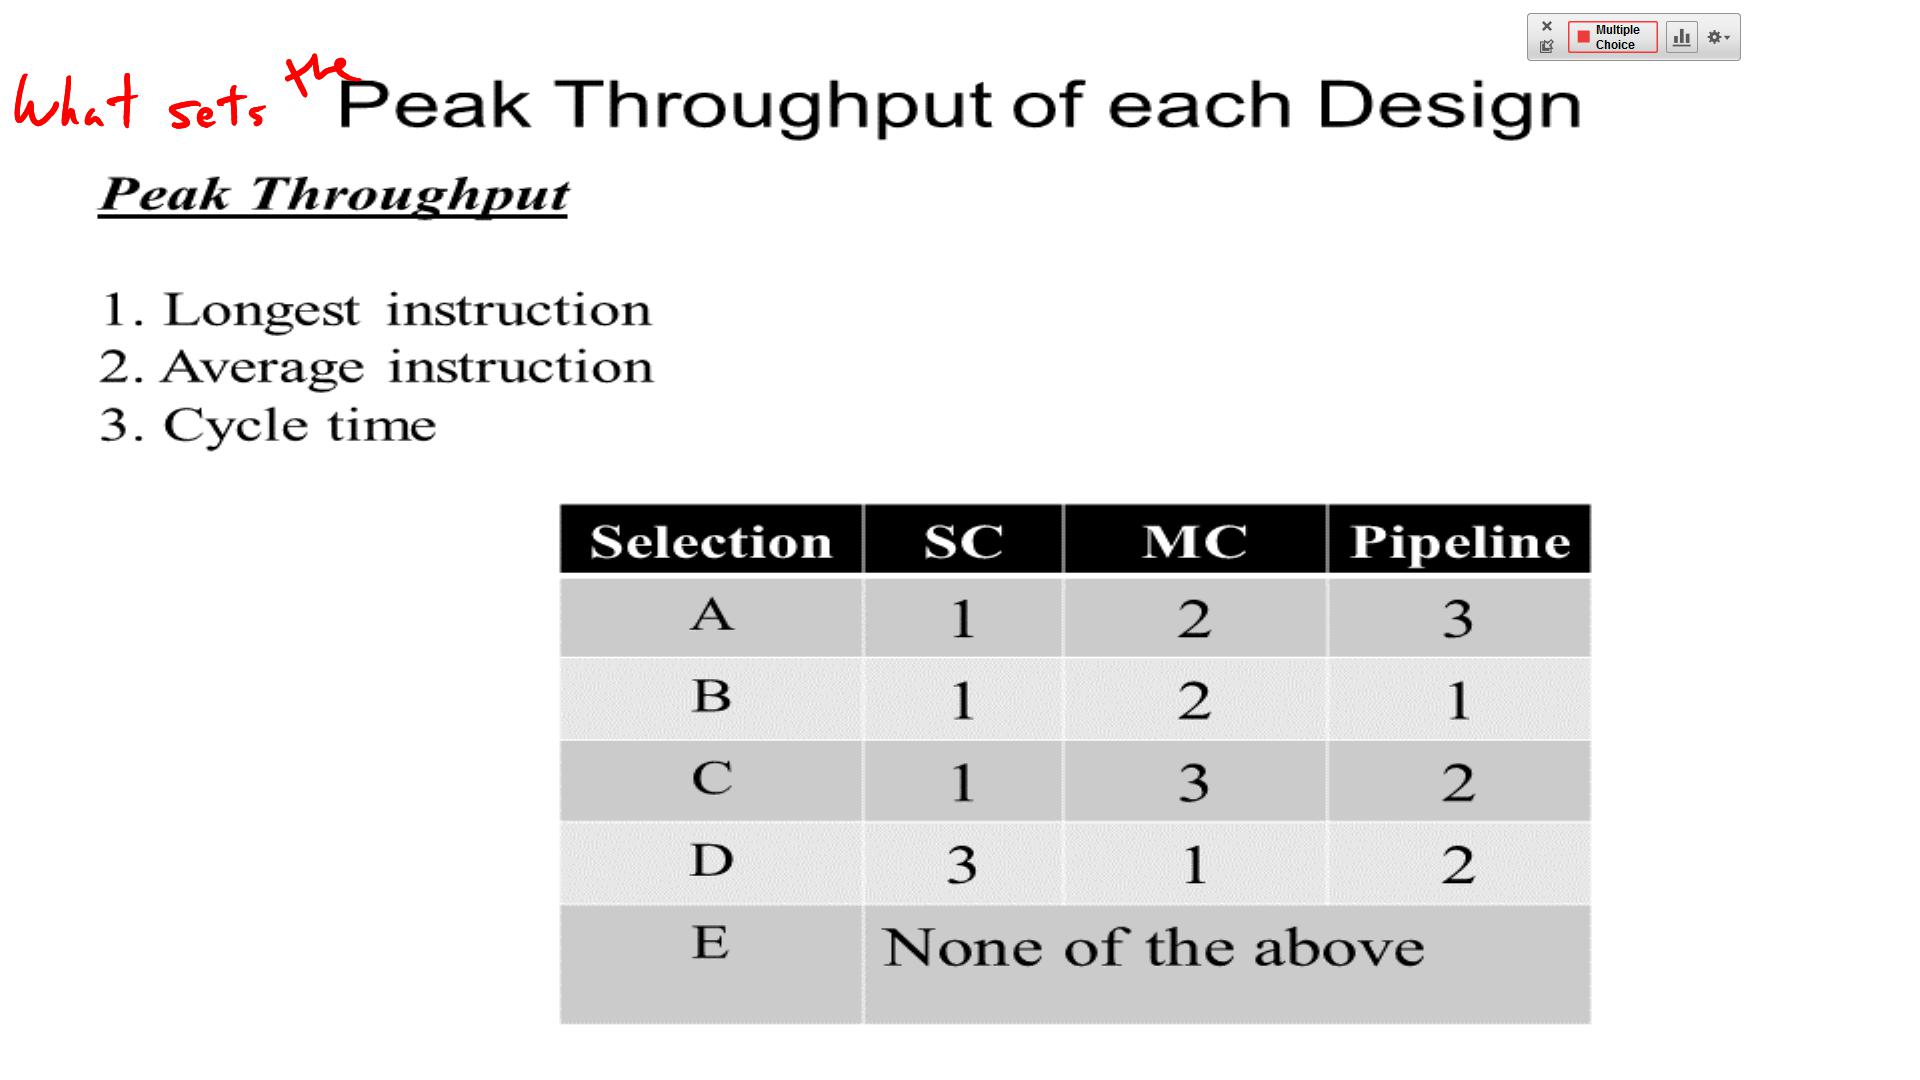 Multiple
Choice
What sets the Peak Throughput of each Design
Peak Throughput
1. Longest instruction
2. Average instruction
3. Cycle time
Selection SC MC Pipeline
A 1 2 3
B 1 2 1
C 1 3 2
D 3 1 2
E None of the above